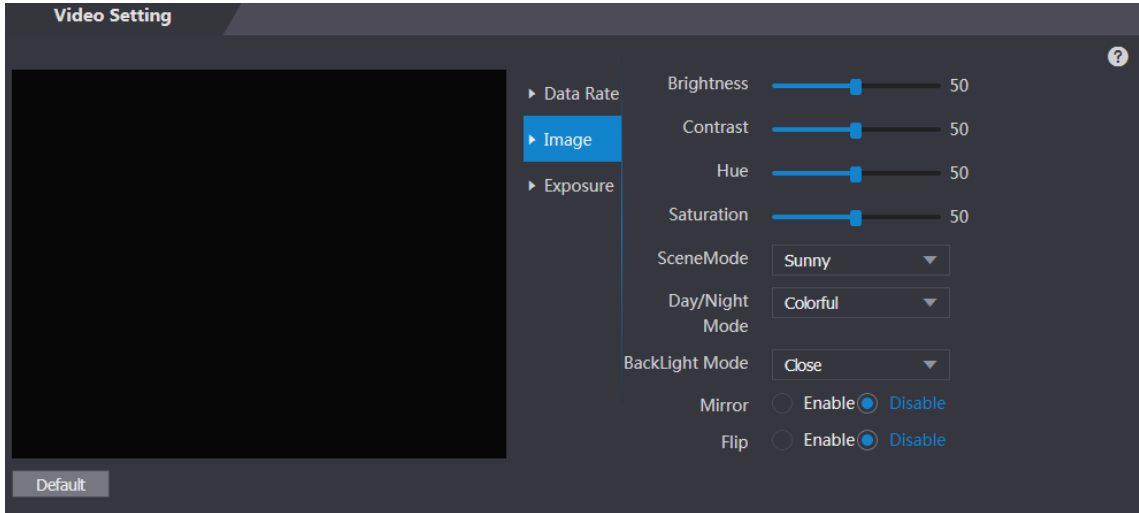 Video Setting
?
Data Rate
Image
Exposure
Brightness 50
Contrast 50
Hue 50
Saturation 50
SceneMode Sunny
Day/Night
Mode
Colorful
BackLight Mode Close
Mirror Enable Disable
Flip Enable Disable
Default